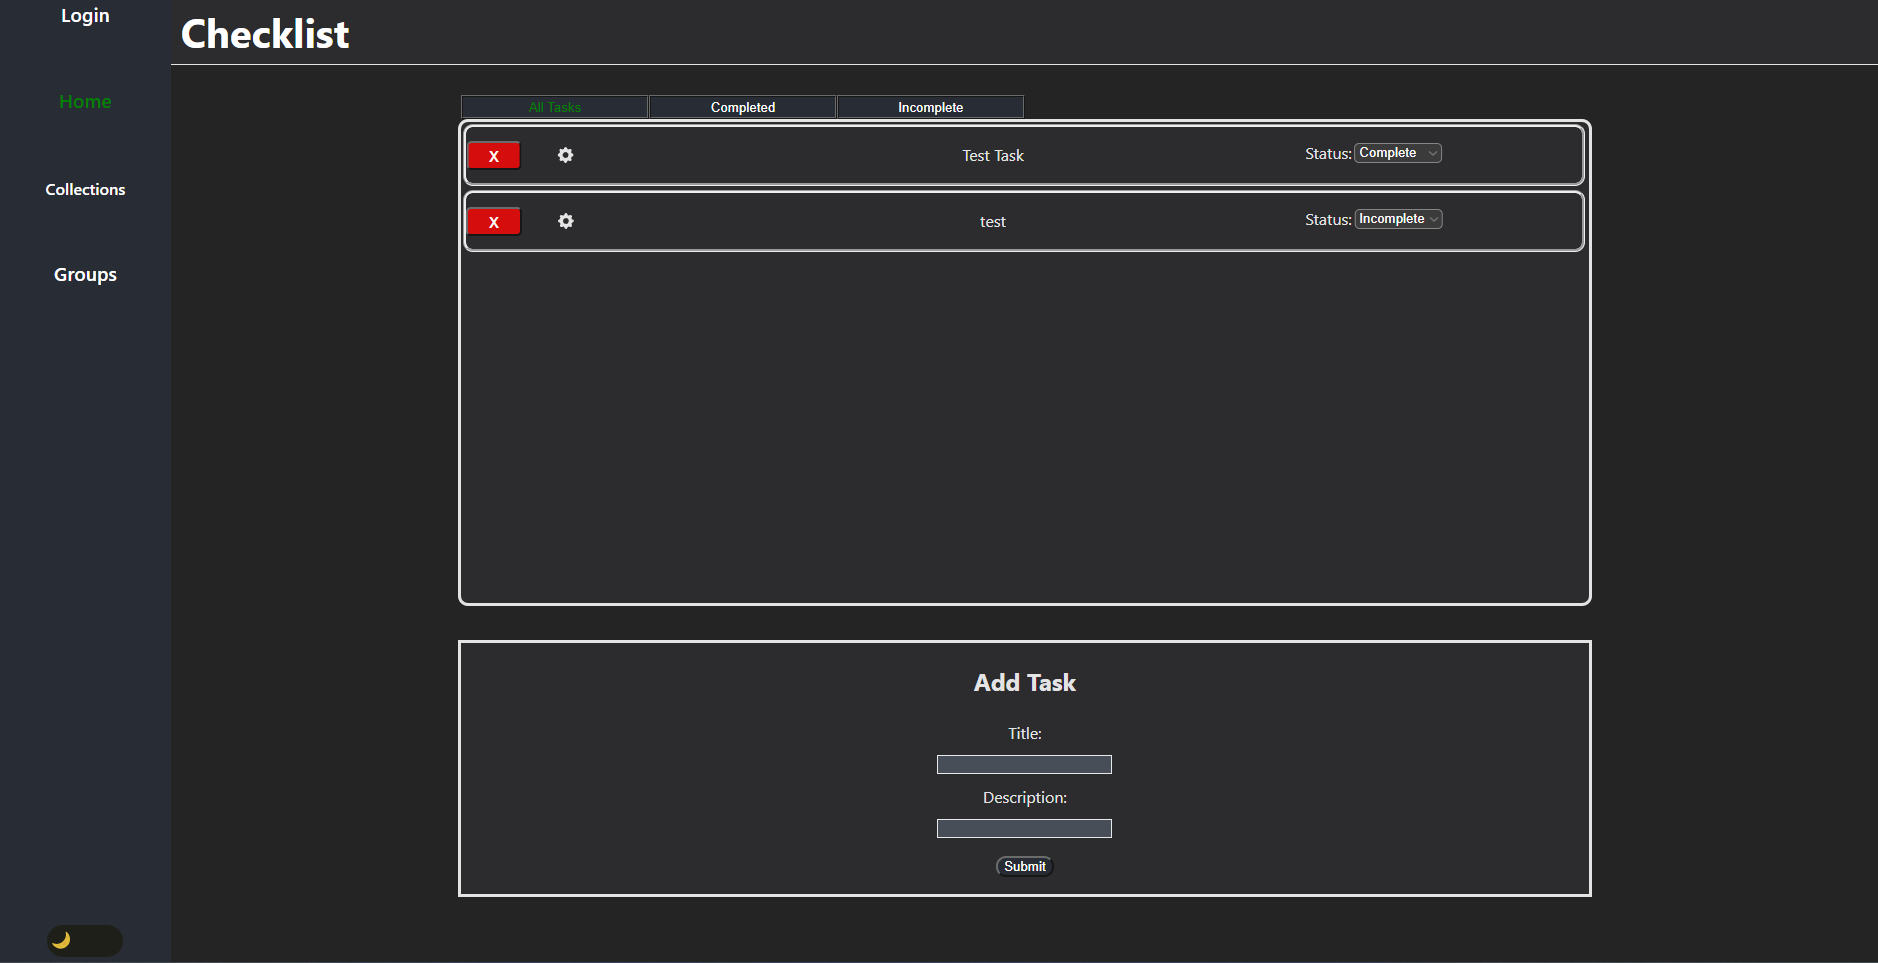 Login
Home
Collections
Groups
Checklist
All Tasks
Completed
Incomplete
X
Test Task
Status: Complete
X
test
Status: Incomplete
Add Task
Title:
Description:
Submit